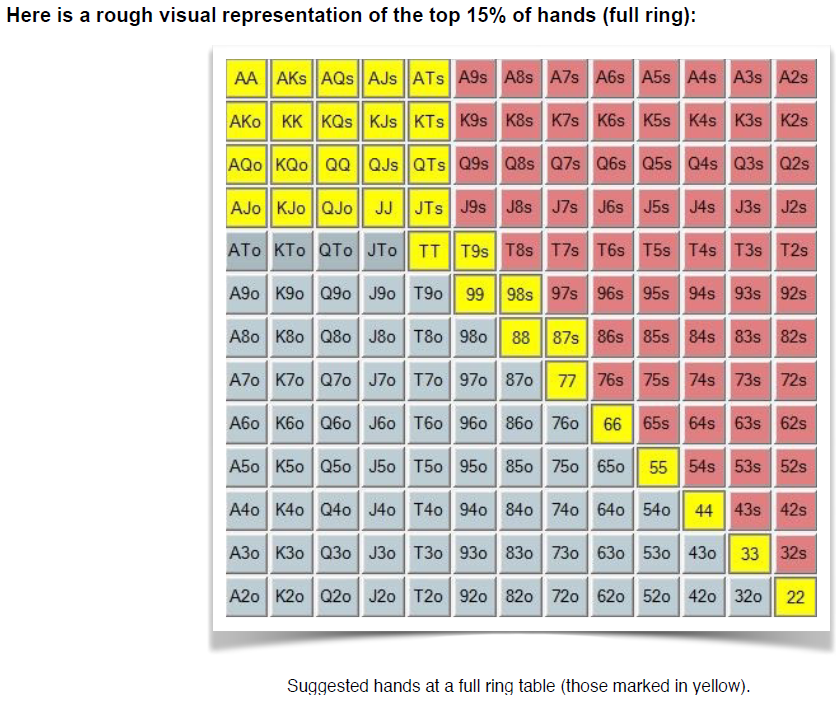 Here is a rough visual representation of the top 15% of hands (full ring):
AA AKs AQs AJs ATs A9s A8s A7s A6s A5s A4s A3s A2s
AKo KK KQs KJs KTs K9s K8s K7s K6s K5s K4s K3s K2s
AQo KQo QQ QJs QTs Q9s Q8s Q7s Q6s Q5s Q4s Q3s Q2s
AJo KJo QJo JJ JTs J9s J8s J7s J6s J5s J4s J3s J2s
ATo KTo QTo JTo TT T9s T8s T7s T6s T5s T4s T3s T2s
A9o K9o Q9o J9o T9o 99 98s 97s 96s 95s 94s 93s 92s
A8o K8o Q8o J8o T8o 98o 88 87s 86s 85s 84s 83s 82s
A7o K7o Q7o J7o T7o 97o 87o 77 76s 75s 74s 73s 72s
A6o K6o Q6o J6o T6o 96o 86o 76o 66 65s 64s 63s 62s
A5o K5o Q5o J5o T5o 95o 85o 75o 65o 55 54s 53s 52s
A4o K4o Q4o J4o T4o 94o 84o 74o 64o 54o 44 43s 42s
A3o K3o Q3o J3o T3o 93o 83o 73o 63o 53o 43o 33 32s
A2o K2o Q2o J2o T2o 92o 82o 72o 62o 52o 42o 32o 22
Suggested hands at a full ring table (those marked in yellow).